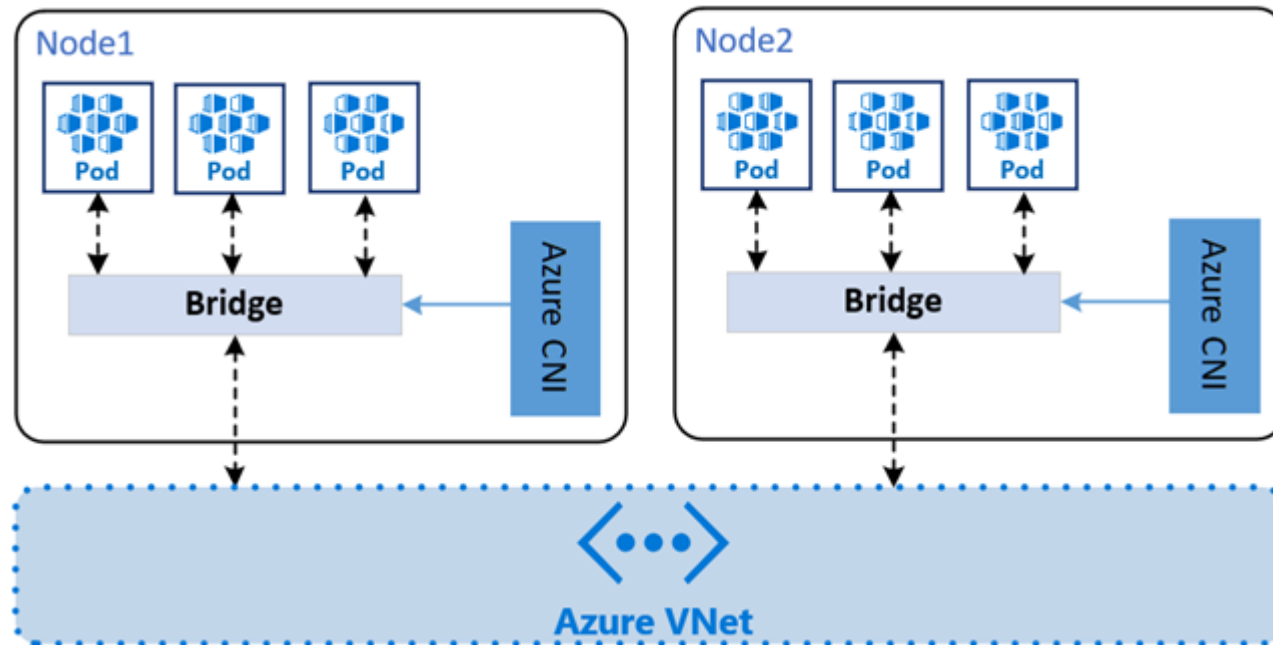 Node1
Pod
Pod
Pod
Bridge
Azure CNI
Node2
Pod
Pod
Pod
Bridge
Azure CNI
Azure VNet